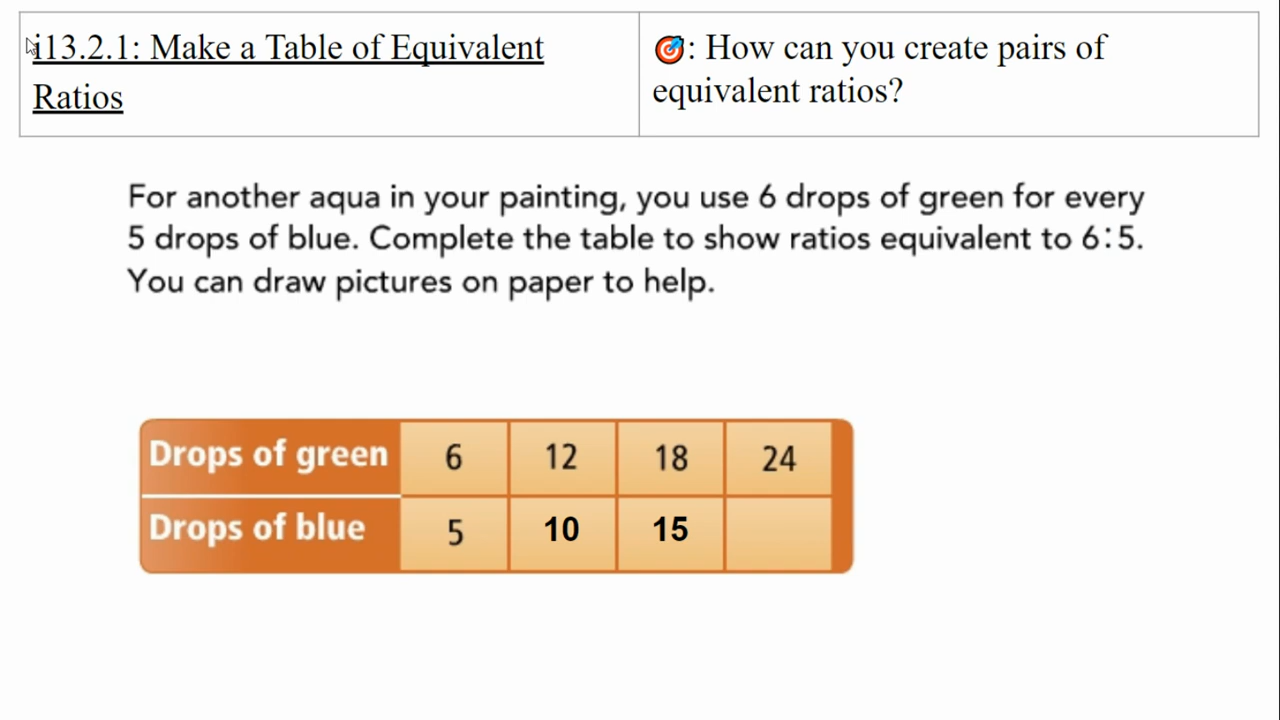 i13.2.1: Make a Table of Equivalent
Ratios
🎯: How can you create pairs of
equivalent ratios?
For another aqua in your painting, you use 6 drops of green for every
5 drops of blue. Complete the table to show ratios equivalent to 6:5.
You can draw pictures on paper to help.
Drops of green 6 12 18 24
Drops of blue 5 10 15